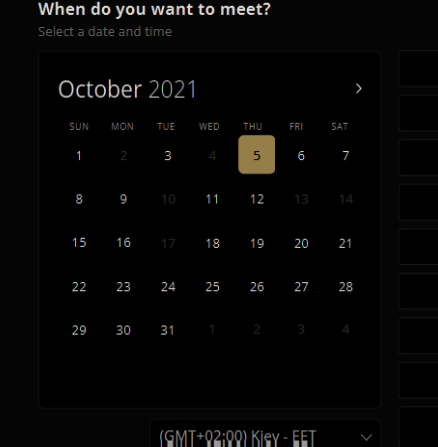 When do you want to meet?
Select a date and time
October 2021
SUN MON TUE WED THU FRI SAT
1 2 3 4 5 6 7
8 9 10 11 12 13 14
15 16 17 18 19 20 21
22 23 24 25 26 27 28
29 30 31 1 2 3 4
(GMT+02:00) Kiev - EET